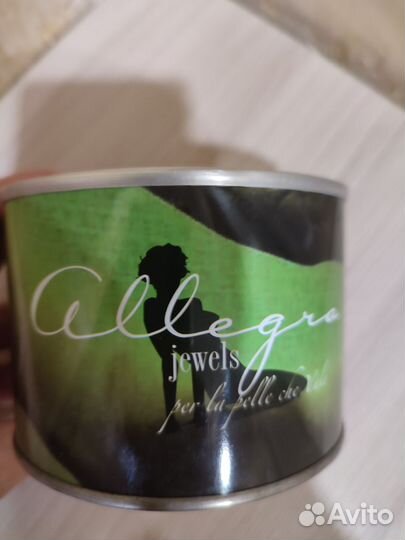 Allegra
jewels
per la pelle che
Avito